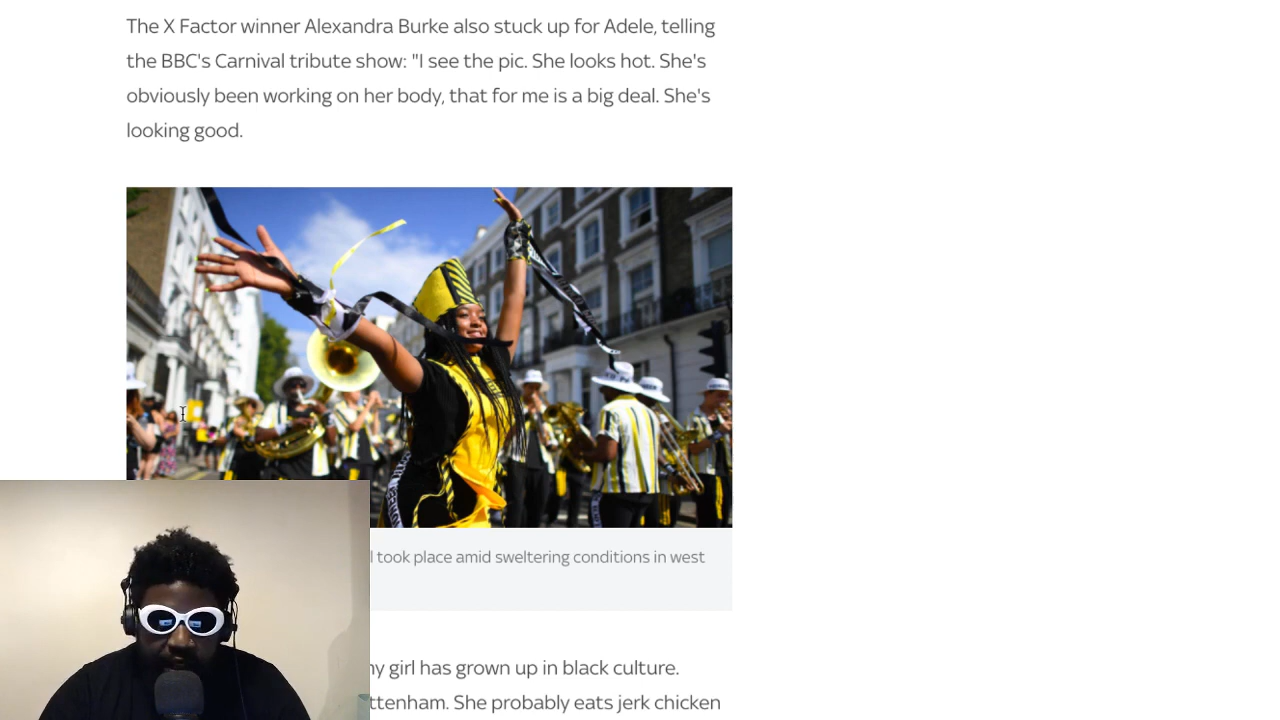 The X Factor winner Alexandra Burke also stuck up for Adele, telling
the BBC's Carnival tribute show: "I see the pic. She looks hot. She's
obviously been working on her body, that for me is a big deal. She's
looking good.
took place amid sweltering conditions in west
girl has grown up in black culture.
She probably eats jerk chicken